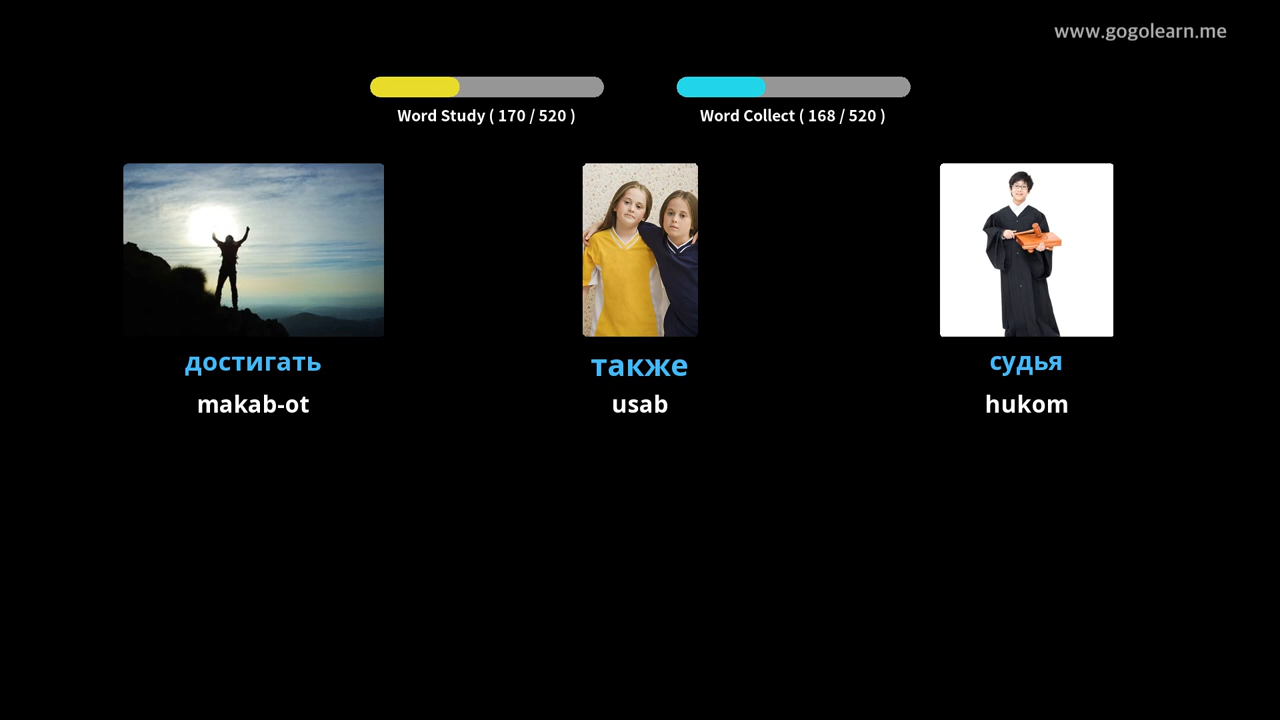 www.gogolearn.me
Word Study ( 170 / 520 )
Word Collect ( 168 / 520 )
достигать
makab-ot
также
usab
судья
hukom